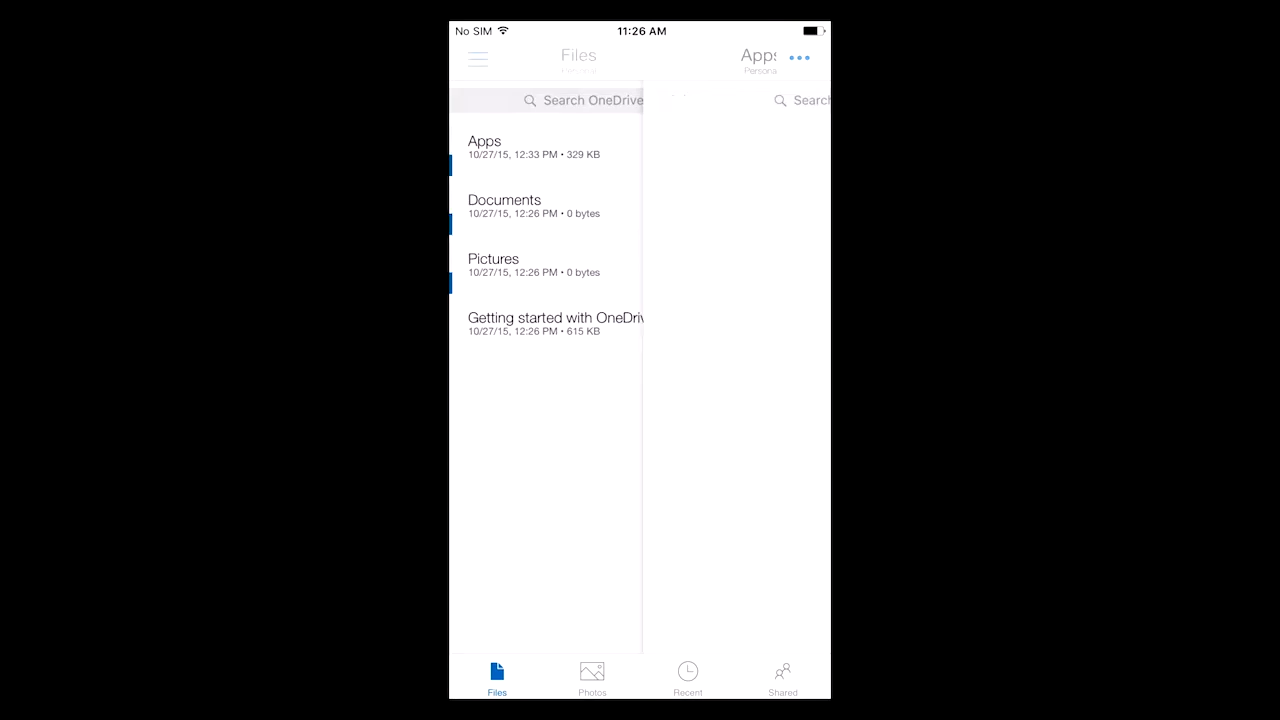 No SIM
11:26 AM
Files
Apps
Personal
Search OneDrive
Search
Apps
10/27/15, 12:33 PM • 329 KB
Documents
10/27/15, 12:26 PM • 0 bytes
Pictures
10/27/15, 12:26 PM • 0 bytes
Getting started with OneDriv
10/27/15, 12:26 PM • 615 KB
Files
Photos
Recent
Shared